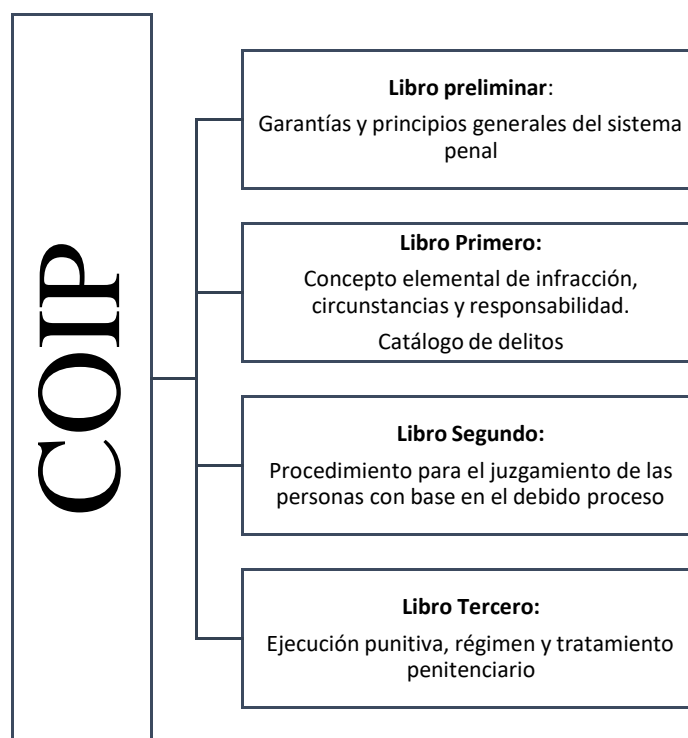 COIP
Libro preliminar:
Garantías y principios generales del sistema
penal
Libro Primero:
Concepto elemental de infracción,
circunstancias y responsabilidad.
Catálogo de delitos
Libro Segundo:
Procedimiento para el juzgamiento de las
personas con base en el debido proceso
Libro Tercero:
Ejecución punitiva, régimen y tratamiento
penitenciario